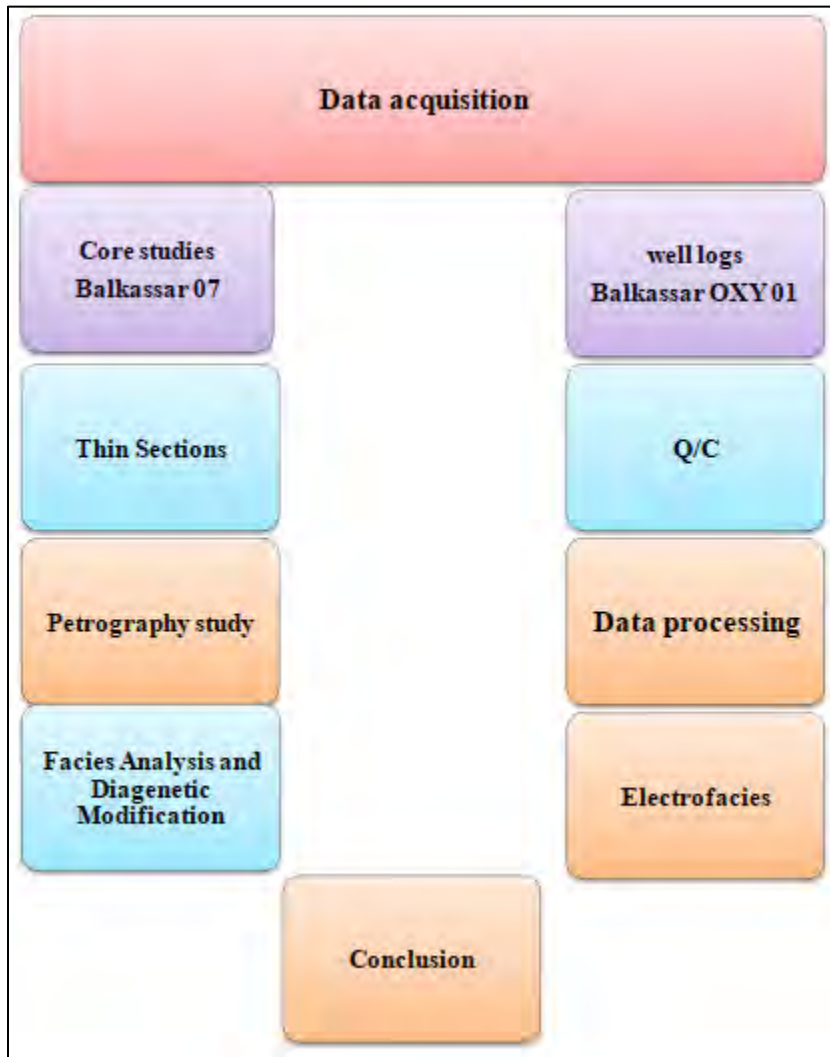 Data acquisition
Core studies
Balkassar 07
well logs
Balkassar OXY 01
Thin Sections
Q/C
Petrography study
Data processing
Facies Analysis and
Diagenetic
Modification
Electrofacies
Conclusion